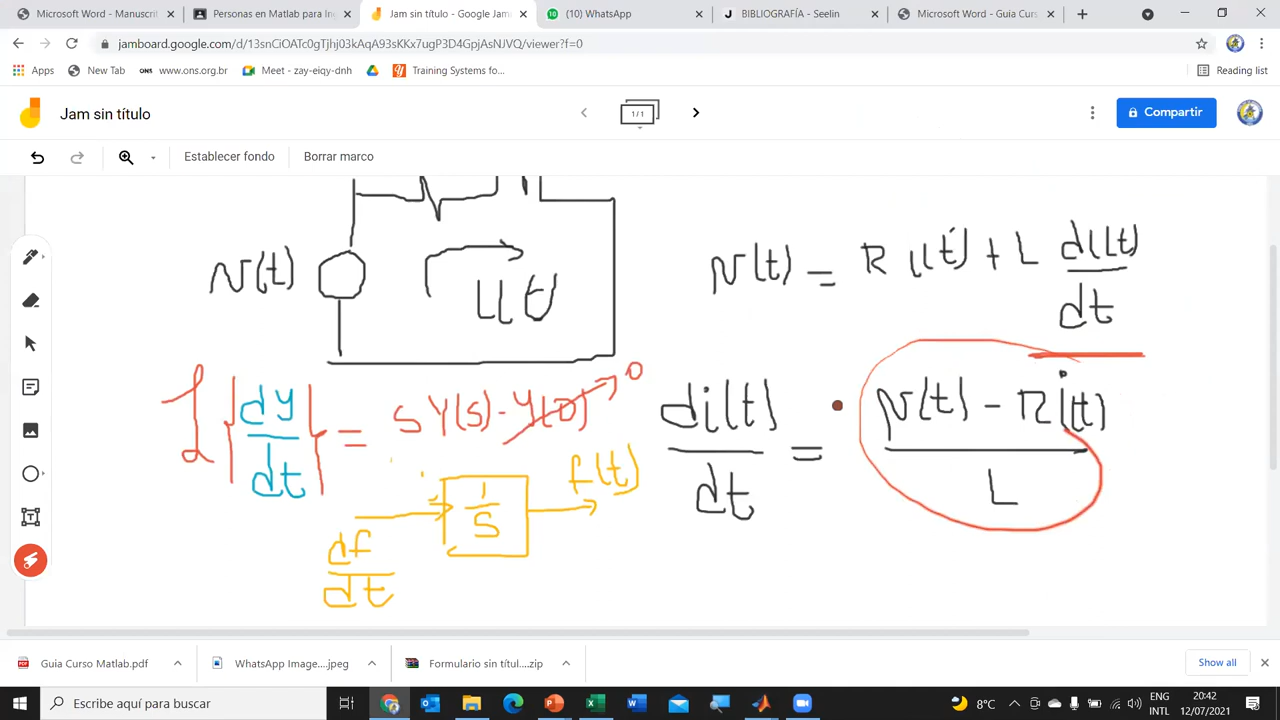 Microsoft Word - Manuscrit
Personas en Matlab para Ing
Jam sin título - Google Jam
(10) WhatsApp
BIBLIOGRAFÍA - Seelin
Microsoft Word - Guia Curs
jamboard.google.com/d/13snCiOATc0gTjhj03kAqA93sKKx7ugP3D4GpjAsNJVQ/viewer?f=0
Apps
New Tab
ons www.ons.org.br
Meet - zay-eiqy-dnh
Training Systems fo...
Reading list
Jam sin título
1 / 1
Compartir
Establecer fondo
Borrar marco
v(t)
i(t)
v(t) = R i(t) + L di(t)/dt
ℒ{dy/dt} = SY(S) - y(0) → 0
di(t)/dt = (v(t) - R i(t))/L
df/dt
1/S
f(t)
Guia Curso Matlab.pdf
WhatsApp Image....jpeg
Formulario sin títul....zip
Show all
Escribe aquí para buscar
8°C
ENG
INTL
20:42
12/07/2021